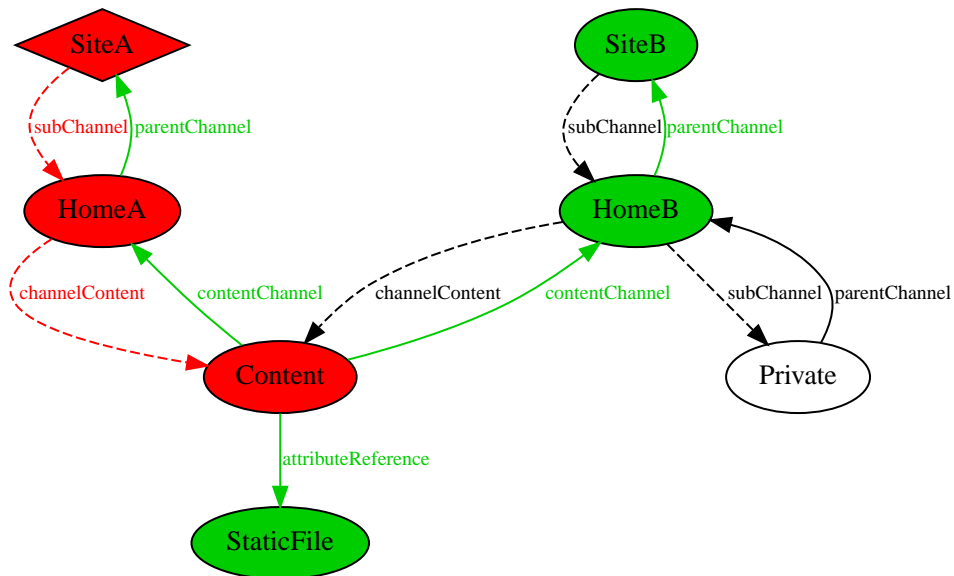 SiteA
SiteB
subChannel
parentChannel
subChannel
parentChannel
HomeA
HomeB
channelContent
contentChannel
channelContent
contentChannel
subChannel
parentChannel
Content
Private
attributeReference
StaticFile